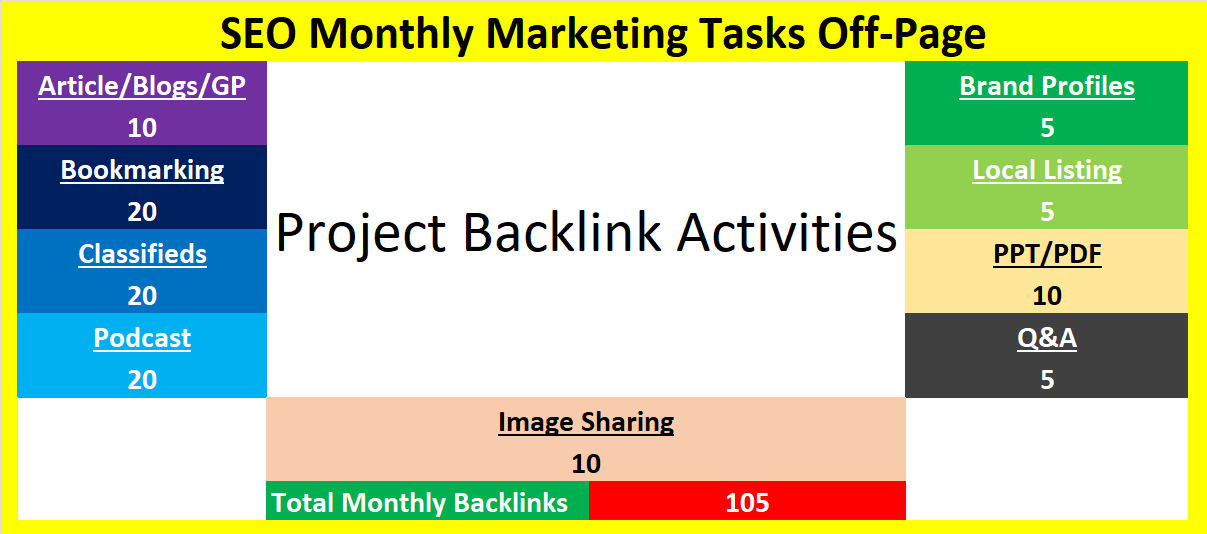 SEO Monthly Marketing Tasks Off-Page
Article/Blogs/GP
10
Bookmarking
20
Classifieds
20
Podcast
20
Project Backlink Activities
Brand Profiles
5
Local Listing
5
PPT/PDF
10
Q&A
5
Image Sharing
10
Total Monthly Backlinks 105